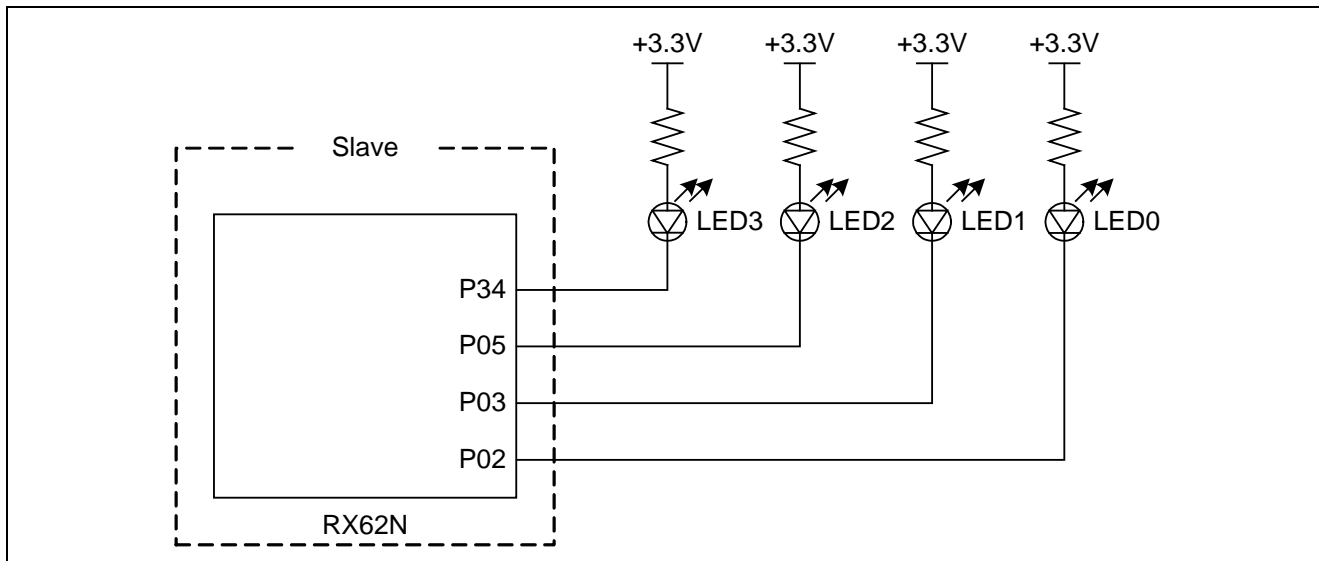 +3.3V +3.3V +3.3V +3.3V
Slave
LED3 LED2 LED1 LED0
P34
P05
P03
P02
RX62N